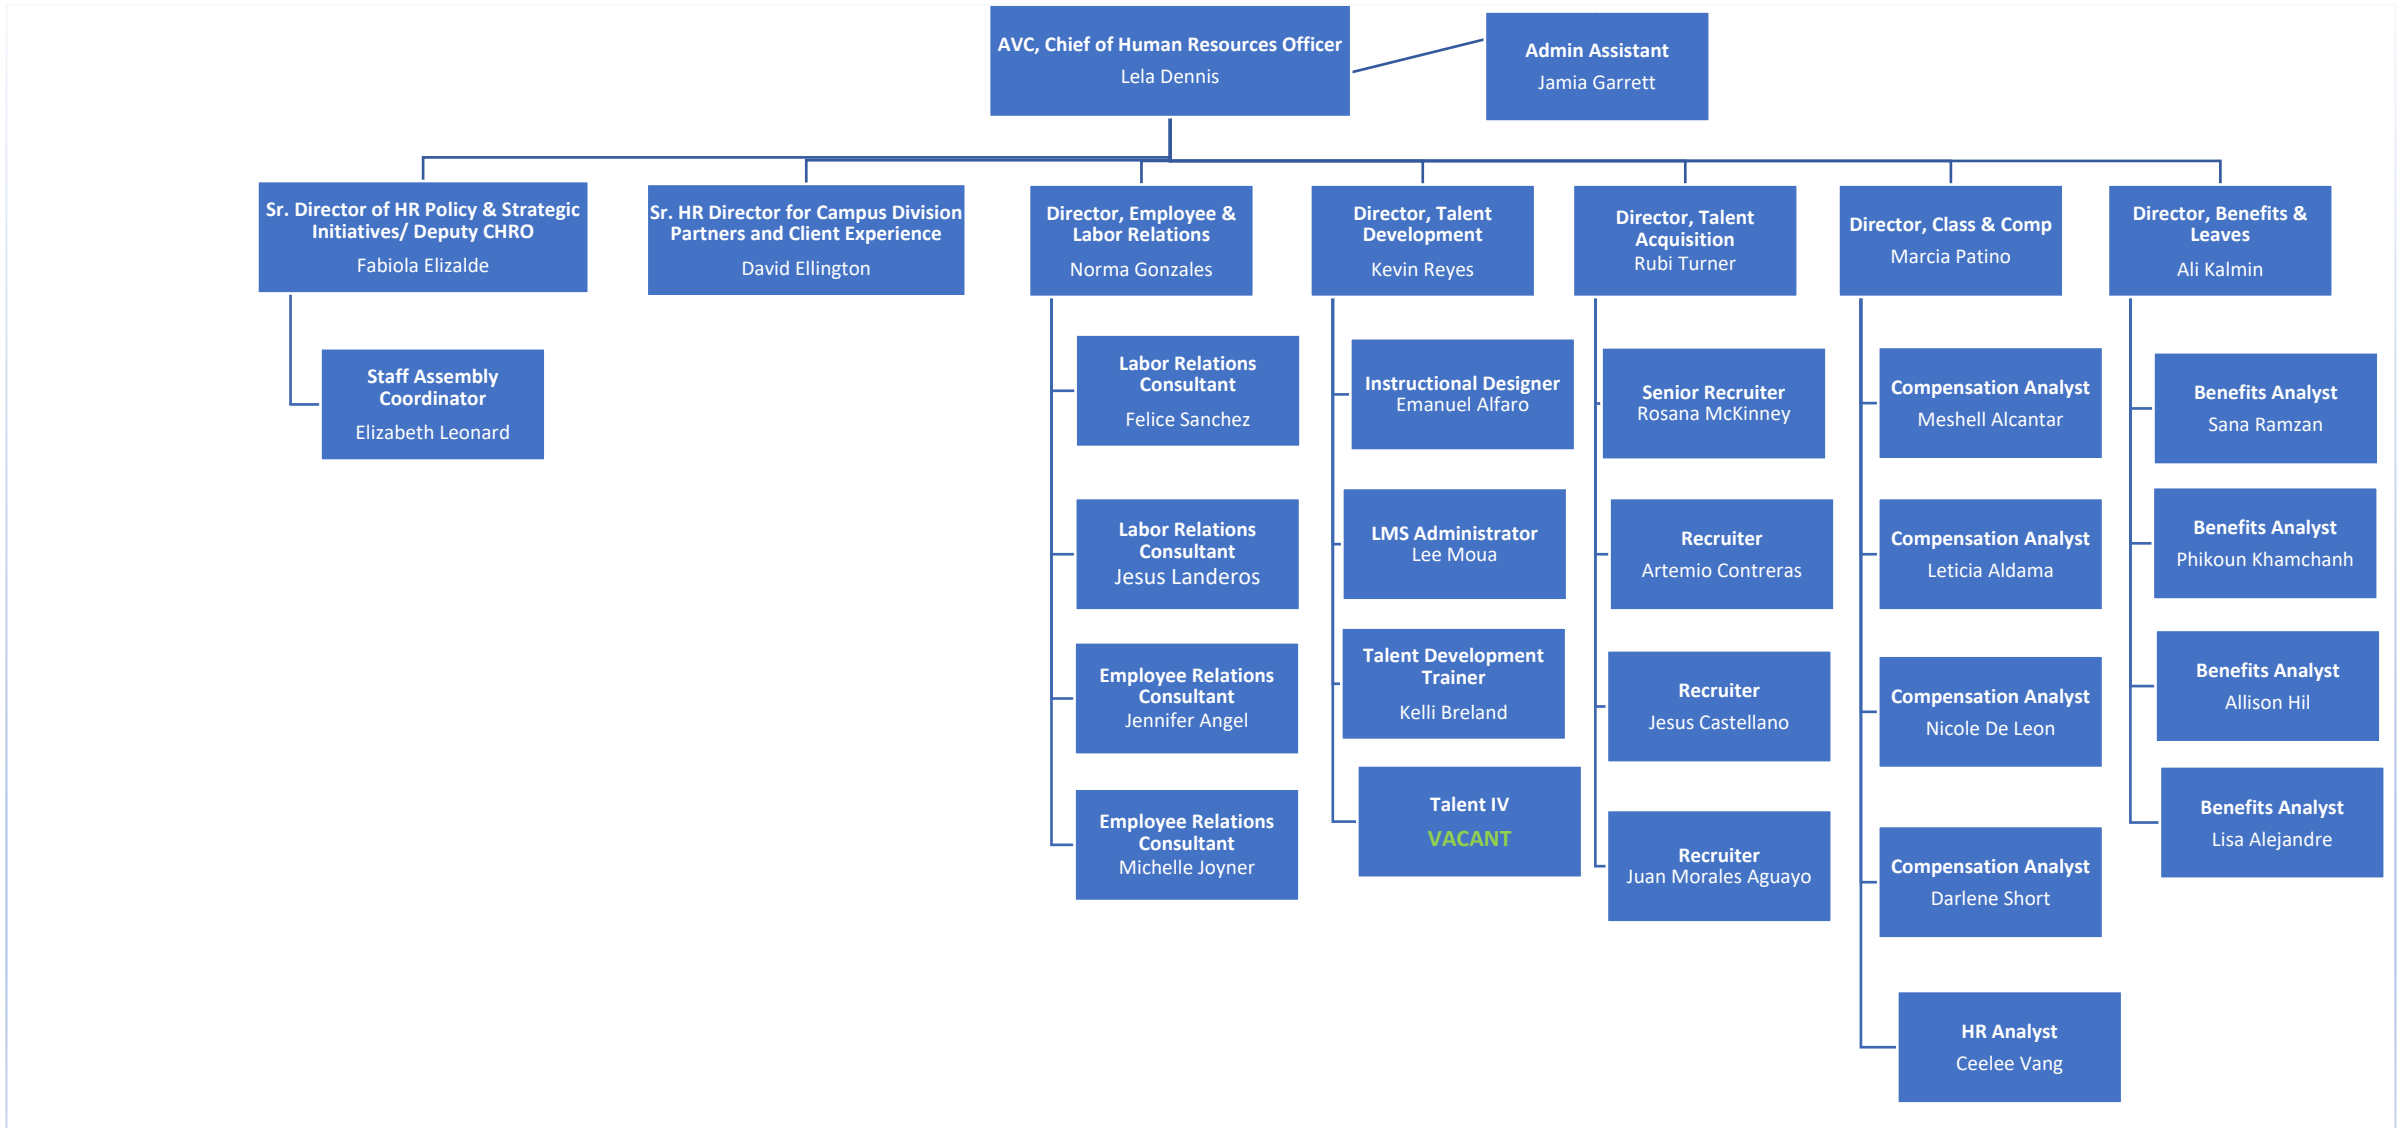 AVC, Chief of Human Resources Officer
Lela Dennis
Admin Assistant
Jamia Garrett
Sr. Director of HR Policy & Strategic
Initiatives/ Deputy CHRO
Fabiola Elizalde
Sr. HR Director for Campus Division
Partners and Client Experience
David Ellington
Director, Employee &
Labor Relations
Norma Gonzales
Director, Talent
Development
Kevin Reyes
Director, Talent
Acquisition
Rubi Turner
Director, Class & Comp
Marcia Patino
Director, Benefits &
Leaves
Ali Kalmin
Staff Assembly
Coordinator
Elizabeth Leonard
Labor Relations
Consultant
Felice Sanchez
Labor Relations
Consultant
Jesus Landeros
Employee Relations
Consultant
Jennifer Angel
Employee Relations
Consultant
Michelle Joyner
Instructional Designer
Emanuel Alfaro
LMS Administrator
Lee Moua
Talent Development
Trainer
Kelli Breland
Talent IV
VACANT
Senior Recruiter
Rosana McKinney
Recruiter
Artemio Contreras
Recruiter
Jesus Castellano
Recruiter
Juan Morales Aguayo
Compensation Analyst
Meshell Alcantar
Compensation Analyst
Leticia Aldama
Compensation Analyst
Nicole De Leon
Compensation Analyst
Darlene Short
HR Analyst
Ceelee Vang
Benefits Analyst
Sana Ramzan
Benefits Analyst
Phikoun Khamchanh
Benefits Analyst
Allison Hil
Benefits Analyst
Lisa Alejandre